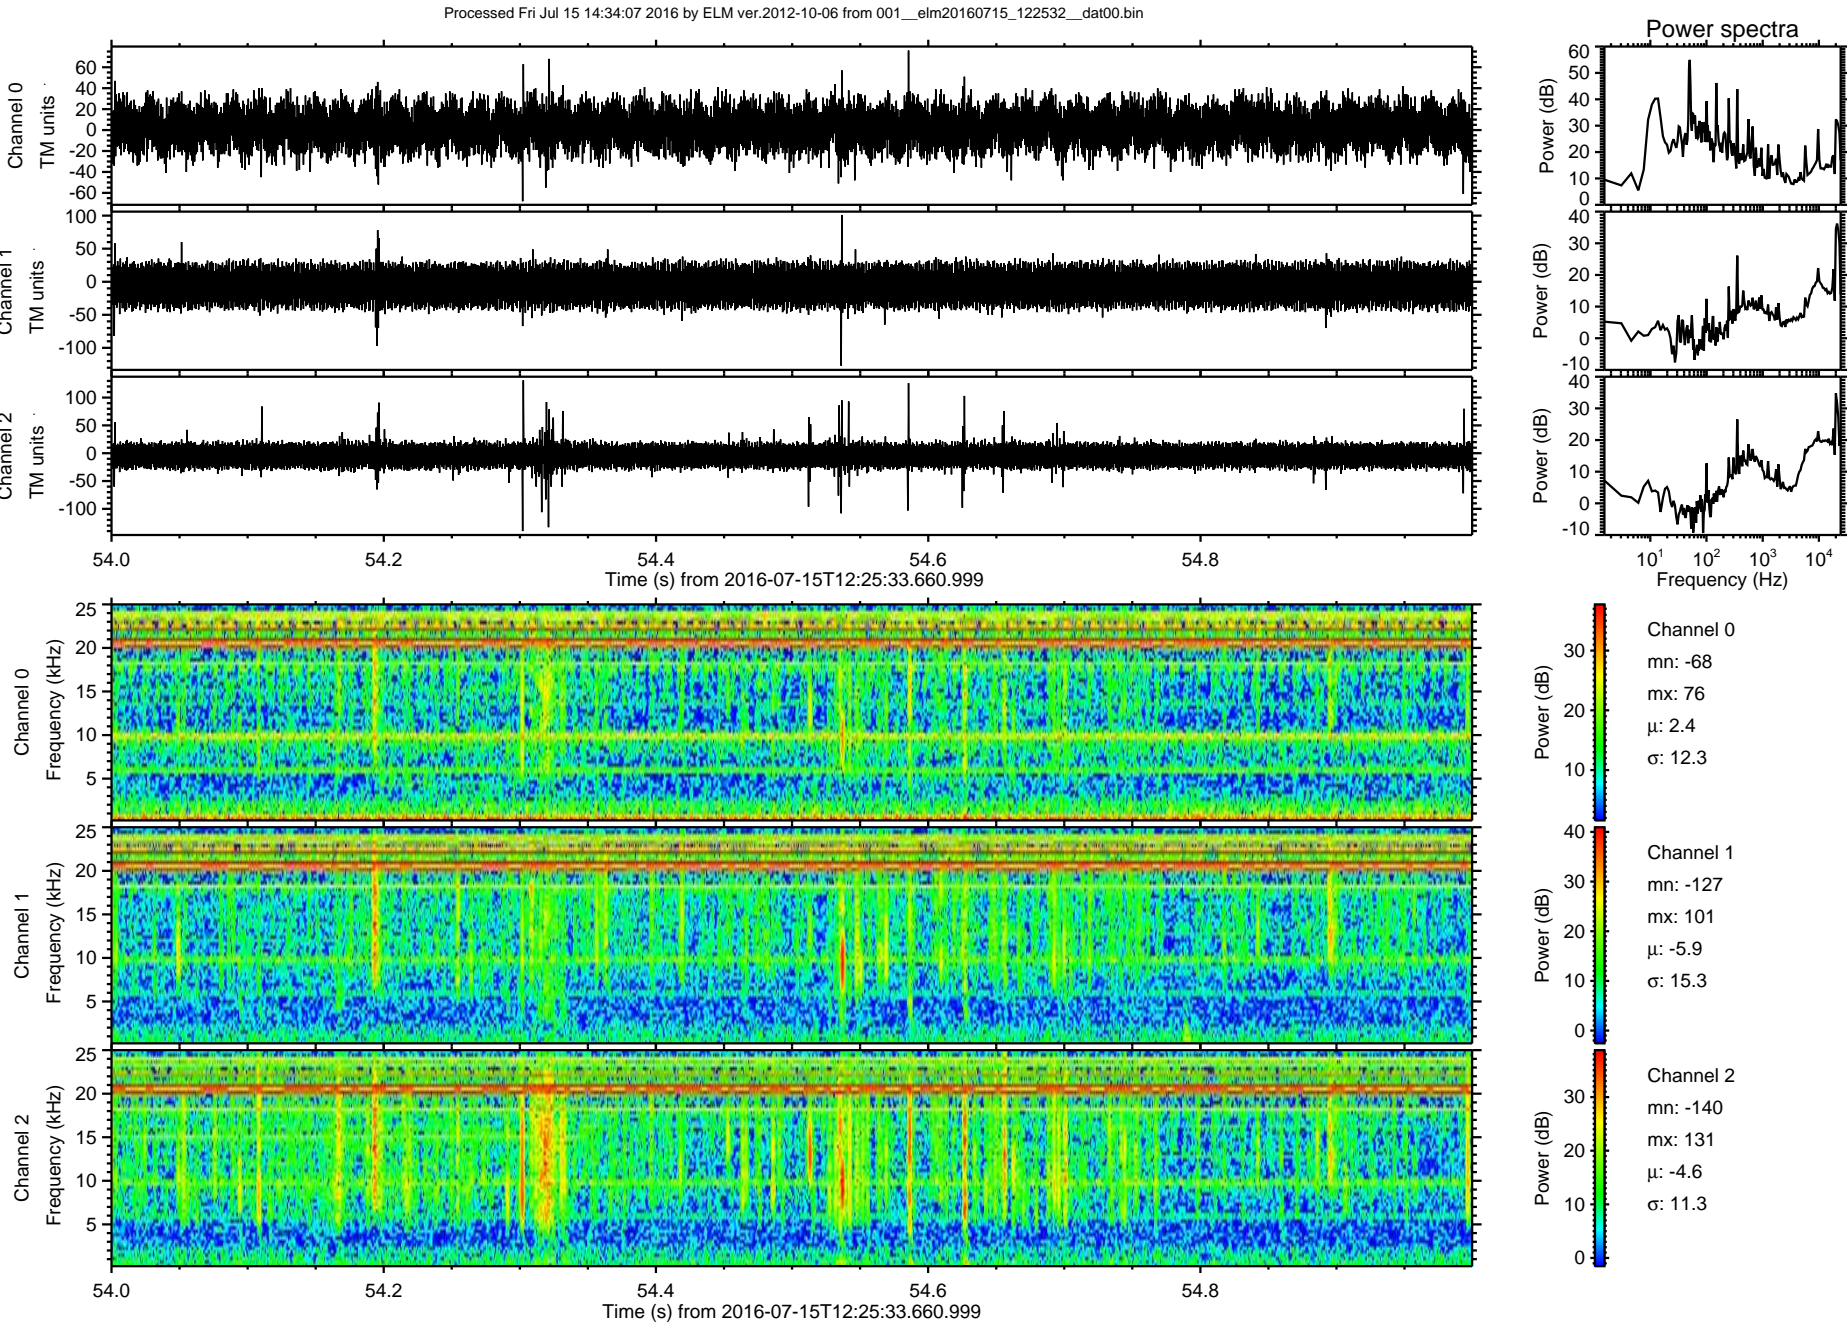 Processed Fri Jul 15 14:34:07 2016 by ELM ver.2012-10-06 from 001__elm20160715_122532__dat00.bin
Power spectra
Channel 0
TM units
60
40
20
0
-20
-40
-60
Power (dB)
60
50
40
30
20
10
0
Channel 1
TM units
100
50
0
-50
-100
Power (dB)
40
30
20
10
0
-10
Channel 2
TM units
100
50
0
-50
-100
Power (dB)
40
30
20
10
0
-10
54.0 54.2 54.4 54.6 54.8
Time (s) from 2016-07-15T12:25:33.660.999
10¹ 10² 10³ 10⁴
Frequency (Hz)
Channel 0
Frequency (kHz)
25
20
15
10
5
Power (dB)
30
20
10
Channel 0
mn: -68
mx: 76
μ: 2.4
σ: 12.3
Channel 1
Frequency (kHz)
25
20
15
10
5
Power (dB)
40
30
20
10
0
Channel 1
mn: -127
mx: 101
μ: -5.9
σ: 15.3
Channel 2
Frequency (kHz)
25
20
15
10
5
Power (dB)
30
20
10
0
Channel 2
mn: -140
mx: 131
μ: -4.6
σ: 11.3
54.0 54.2 54.4 54.6 54.8
Time (s) from 2016-07-15T12:25:33.660.999